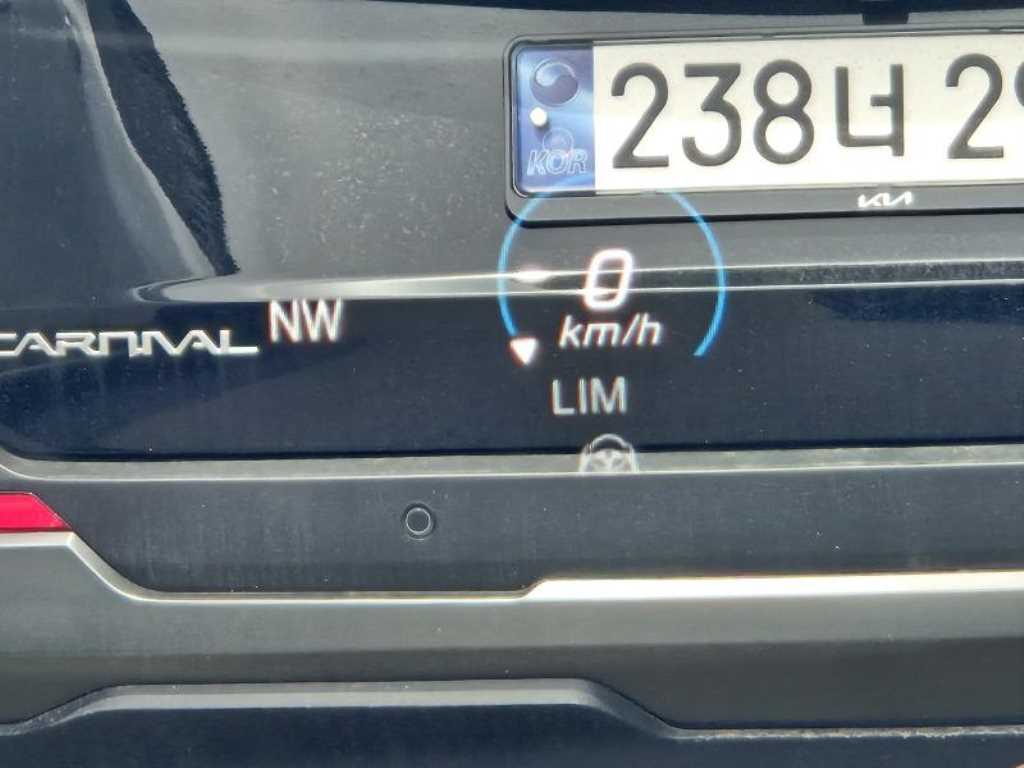 238너 2
KOR
KIA
0
NW
km/h
CARNIVAL
LIM